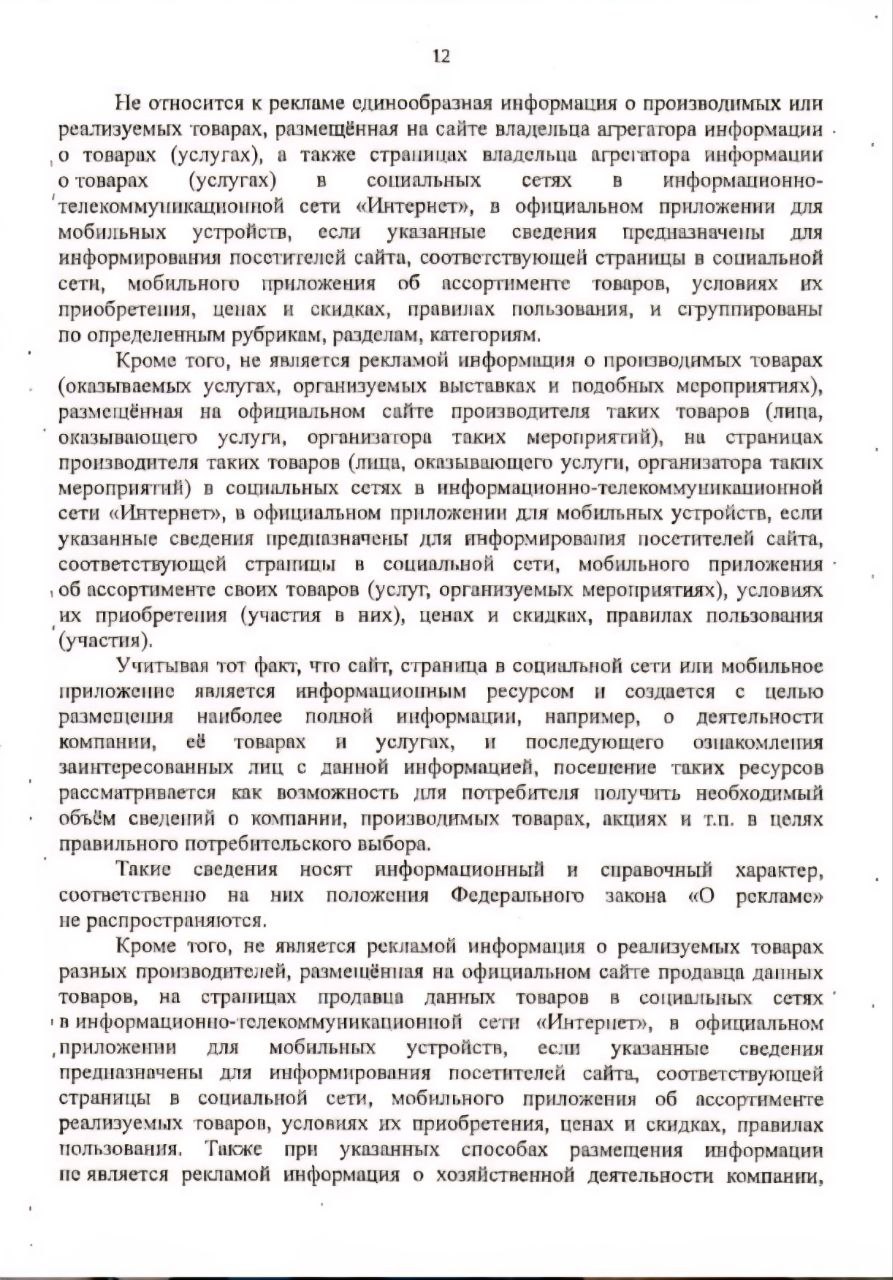 12
Не относится к рекламе единообразная информация о производимых или
реализуемых товарах, размещённая на сайте владельца агрегатора информации
о товарах (услугах), а также страницах владельца агрегатора информации
о товарах (услугах) в социальных сетях в информационно-
телекоммуникационной сети «Интернет», в официальном приложении для
мобильных устройств, если указанные сведения предназначены для
информирования посетителей сайта, соответствующей страницы в социальной
сети, мобильного приложения об ассортименте товаров, условиях их
приобретения, ценах и скидках, правилах пользования, и сгруппированы
по определенным рубрикам, разделам, категориям.
Кроме того, не является рекламой информация о производимых товарах
(оказываемых услугах, организуемых выставках и подобных мероприятиях),
размещённая на официальном сайте производителя таких товаров (лица,
оказывающего услуги, организатора таких мероприятий), на страницах
производителя таких товаров (лица, оказывающего услуги, организатора таких
мероприятий) в социальных сетях в информационно-телекоммуникационной
сети «Интернет», в официальном приложении для мобильных устройств, если
указанные сведения предназначены для информирования посетителей сайта,
соответствующей страницы в социальной сети, мобильного приложения
об ассортименте своих товаров (услуг, организуемых мероприятиях), условиях
их приобретения (участия в них), ценах и скидках, правилах пользования
(участия).
Учитывая тот факт, что сайт, страница в социальной сети или мобильное
приложение является информационным ресурсом и создается с целью
размещения наиболее полной информации, например, о деятельности
компании, её товарах и услугах, и последующего ознакомления
заинтересованных лиц с данной информацией, посещение таких ресурсов
рассматривается как возможность для потребителя получить необходимый
объём сведений о компании, производимых товарах, акциях и т.п. в целях
правильного потребительского выбора.
Такие сведения носят информационный и справочный характер,
соответственно на них положения Федерального закона «О рекламе»
не распространяются.
Кроме того, не является рекламой информация о реализуемых товарах
разных производителей, размещённая на официальном сайте продавца данных
товаров, на страницах продавца данных товаров в социальных сетях
в информационно-телекоммуникационной сети «Интернет», в официальном
приложении для мобильных устройств, если указанные сведения
предназначены для информирования посетителей сайта, соответствующей
страницы в социальной сети, мобильного приложения об ассортименте
реализуемых товаров, условиях их приобретения, ценах и скидках, правилах
пользования. Также при указанных способах размещения информации
не является рекламой информация о хозяйственной деятельности компании,